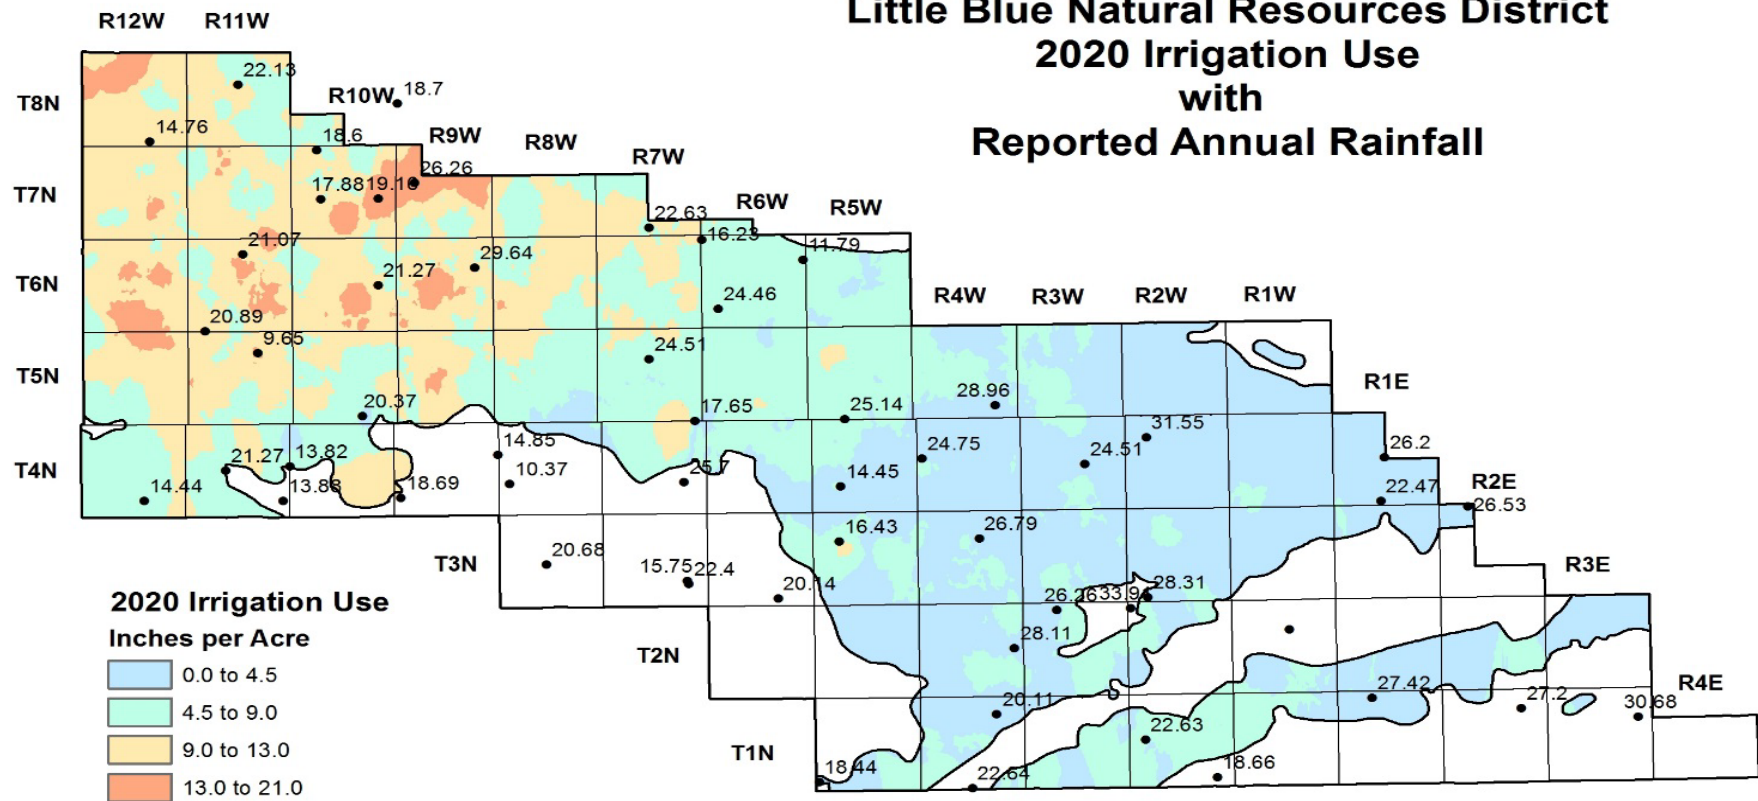 Little Blue Natural Resources District
2020 Irrigation Use
with
Reported Annual Rainfall
R12W R11W
T8N
22.13
R10W 18.7
14.76
18.6
R9W R8W
R7W
26.26
T7N
17.88 19.16
R6W R5W
22.63
16.23
21.07
11.79
29.64
T6N
21.27
24.46
R4W R3W R2W R1W
20.89
9.65
24.51
T5N
R1E
28.96
20.37
17.65
25.14
31.55
14.85
24.75
24.51
26.2
T4N
21.27
13.82
10.37
25.7
14.45
R2E
14.44
13.88
18.69
22.47
26.53
16.43
26.79
T3N
20.68
15.75 22.4
20.14
R3E
28.31
26.26 33.94
28.11
T2N
2020 Irrigation Use
Inches per Acre
0.0 to 4.5
4.5 to 9.0
9.0 to 13.0
13.0 to 21.0
27.42
R4E
27.2
30.68
20.11
22.63
T1N
18.44
22.64
18.66